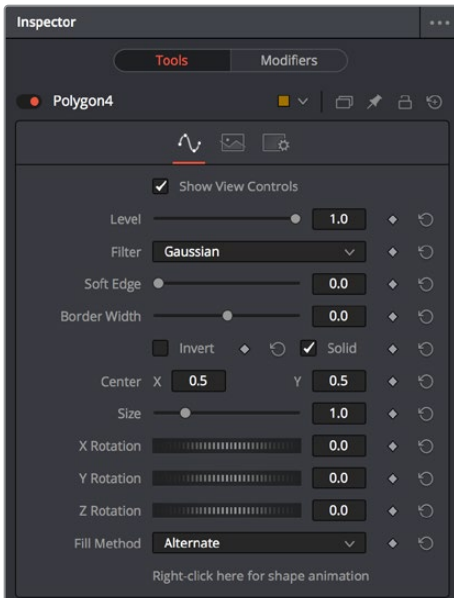 Inspector
Tools Modifiers
Polygon4
Show View Controls
Level 1.0
Filter Gaussian
Soft Edge 0.0
Border Width 0.0
Invert Solid
Center X 0.5 Y 0.5
Size 1.0
X Rotation 0.0
Y Rotation 0.0
Z Rotation 0.0
Fill Method Alternate
Right-click here for shape animation